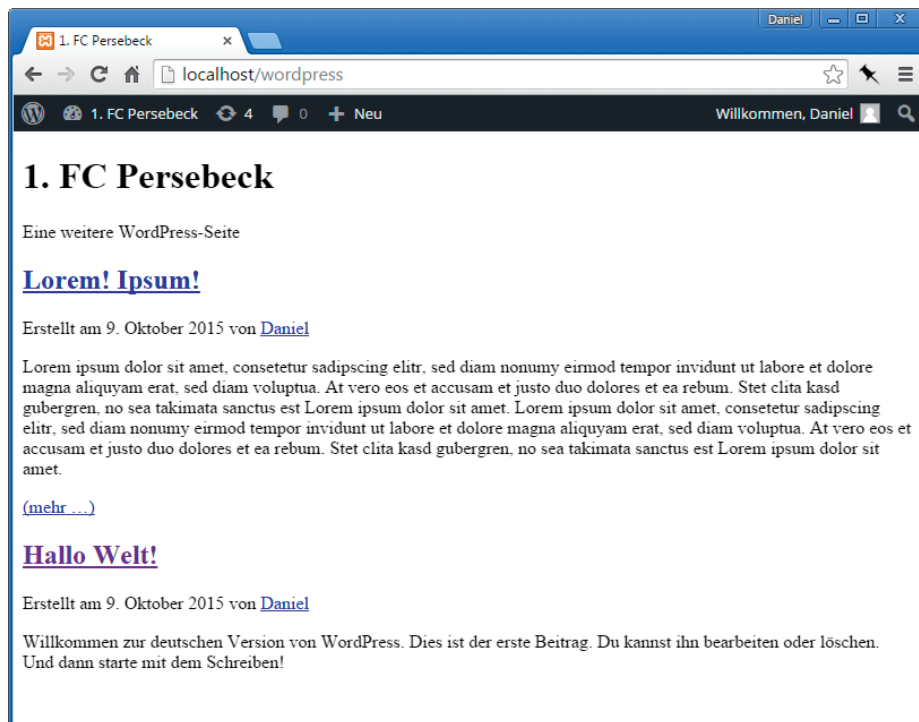 Daniel
1. FC Persebeck
localhost/wordpress
1. FC Persebeck 4 0 Neu Willkommen, Daniel
1. FC Persebeck
Eine weitere WordPress-Seite
Lorem! Ipsum!
Erstellt am 9. Oktober 2015 von Daniel
Lorem ipsum dolor sit amet, consetetur sadipscing elitr, sed diam nonumy eirmod tempor invidunt ut labore et dolore
magna aliquyam erat, sed diam voluptua. At vero eos et accusam et justo duo dolores et ea rebum. Stet clita kasd
gubergren, no sea takimata sanctus est Lorem ipsum dolor sit amet. Lorem ipsum dolor sit amet, consetetur sadipscing
elitr, sed diam nonumy eirmod tempor invidunt ut labore et dolore magna aliquyam erat, sed diam voluptua. At vero eos et
accusam et justo duo dolores et ea rebum. Stet clita kasd gubergren, no sea takimata sanctus est Lorem ipsum dolor sit
amet.
(mehr …)
Hallo Welt!
Erstellt am 9. Oktober 2015 von Daniel
Willkommen zur deutschen Version von WordPress. Dies ist der erste Beitrag. Du kannst ihn bearbeiten oder löschen.
Und dann starte mit dem Schreiben!